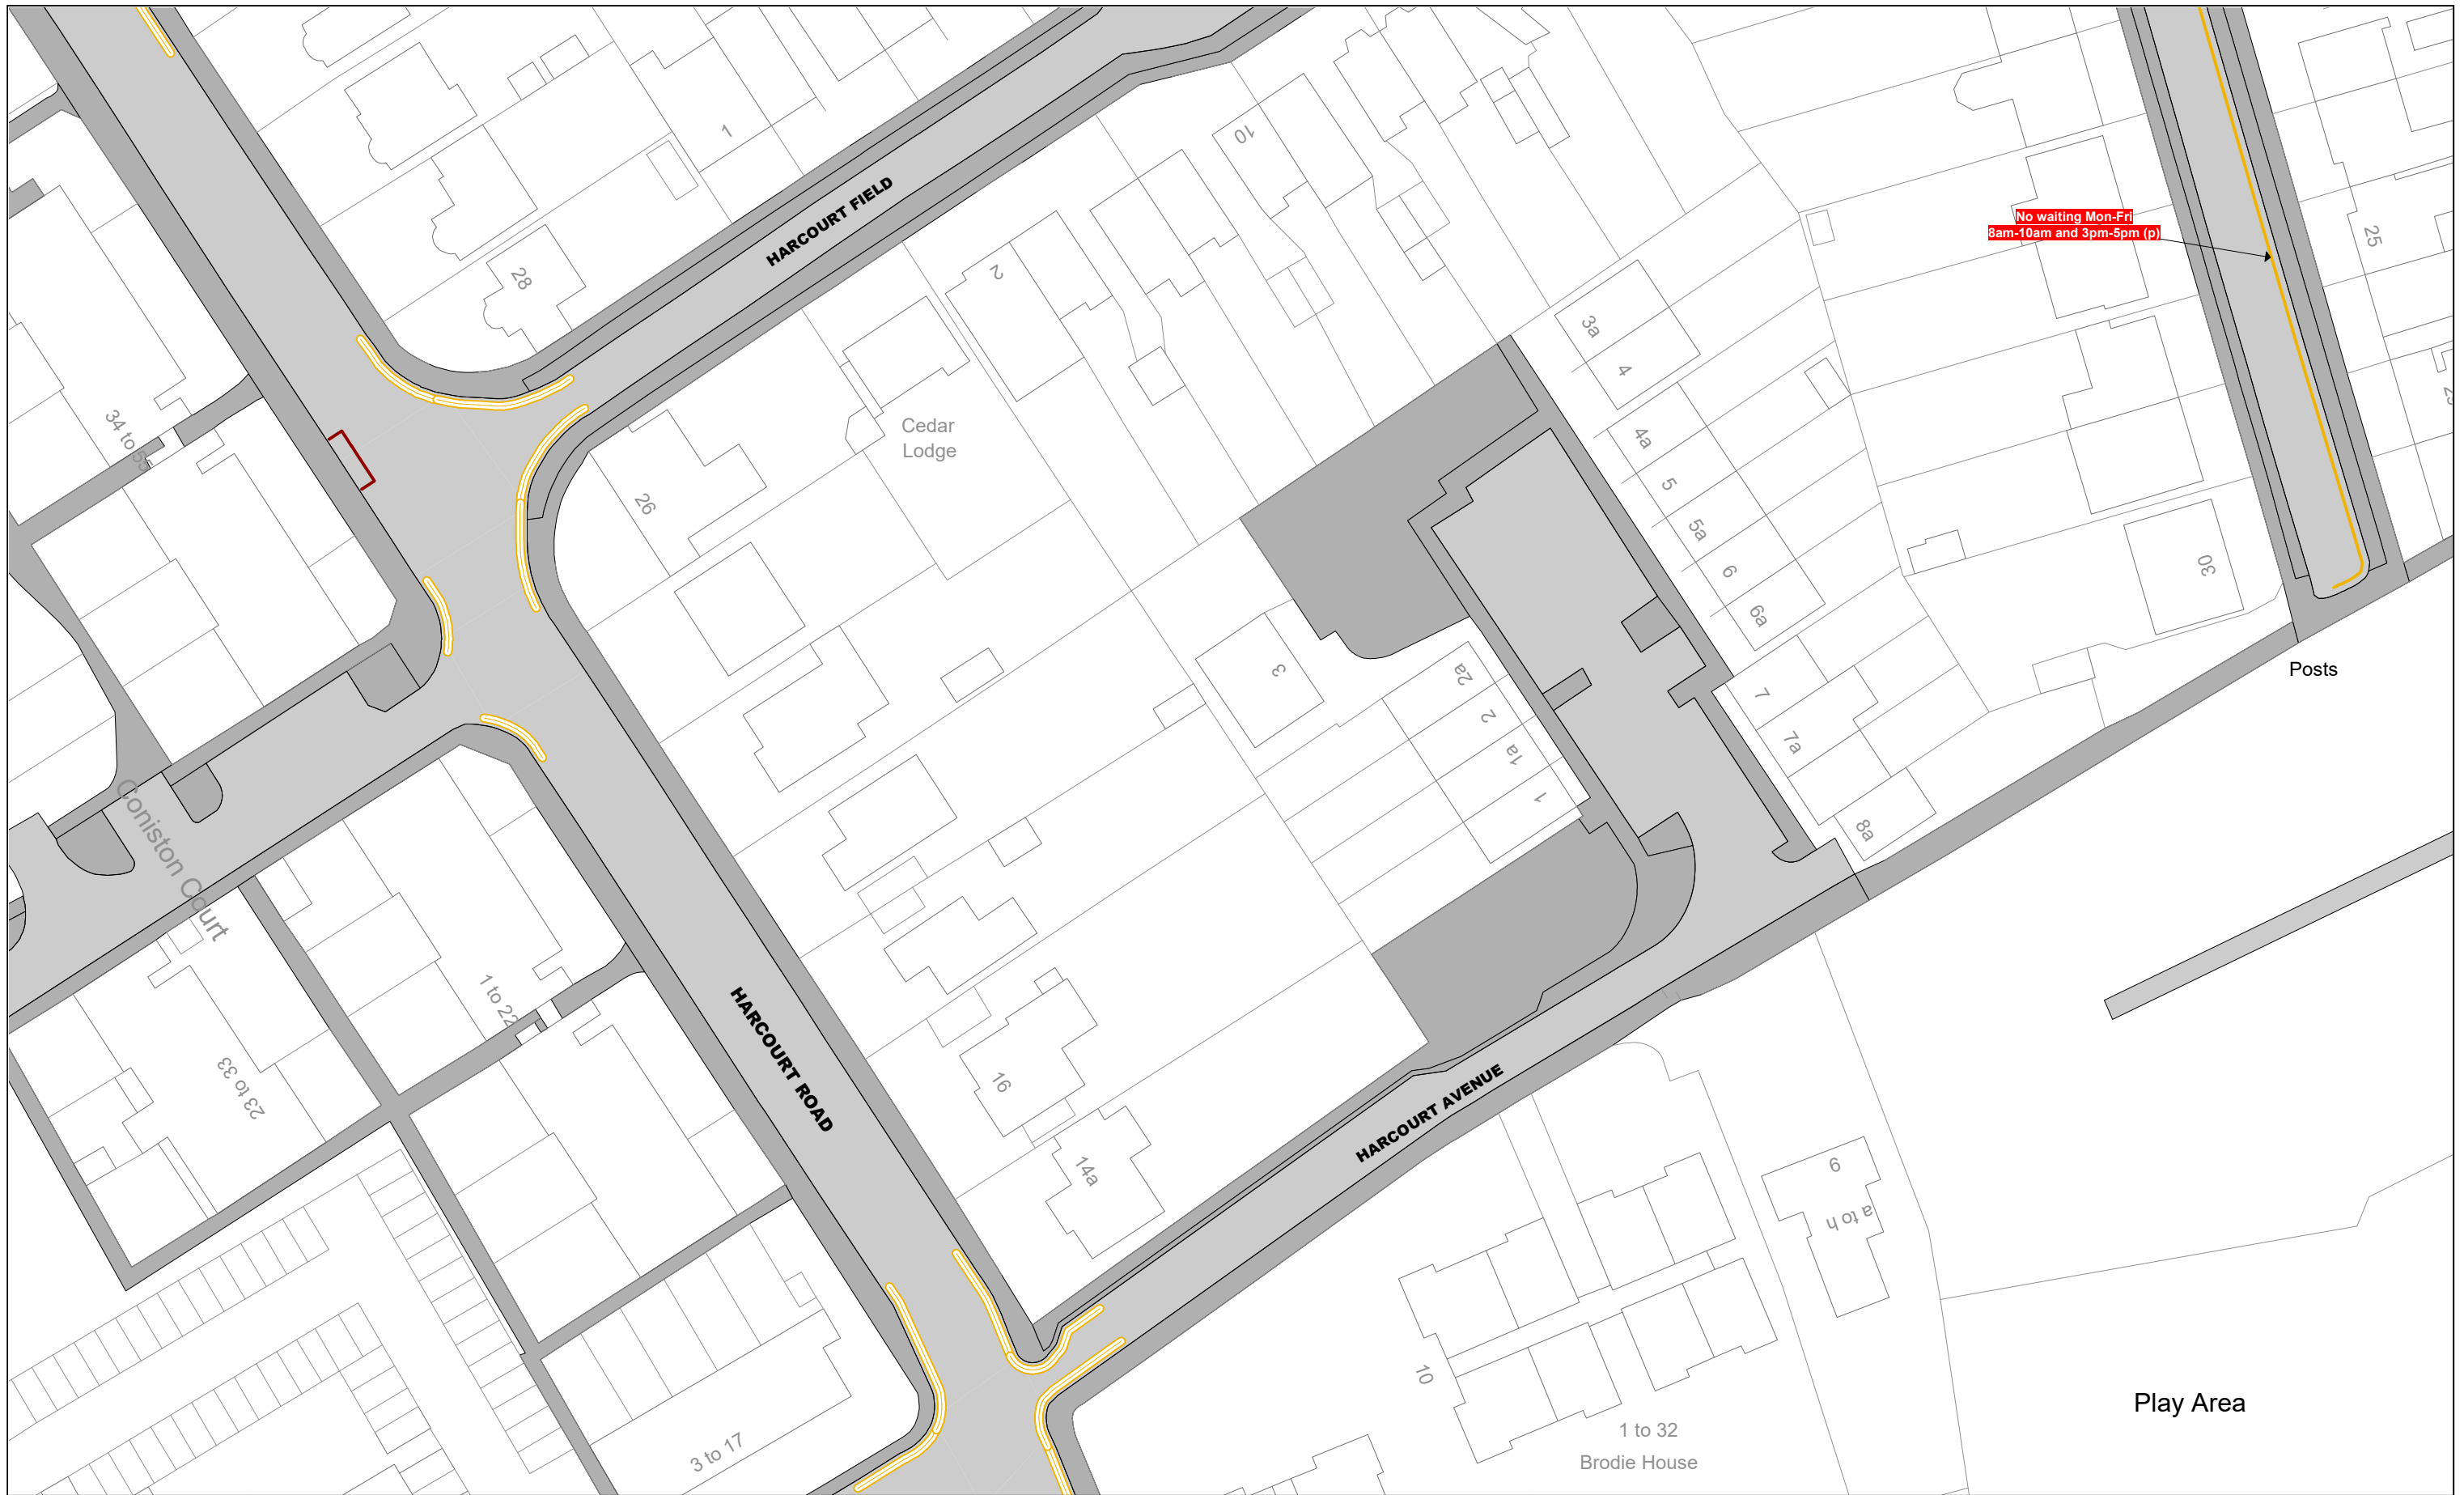 1
HARCOURT FIELD
10
2
28
No waiting Mon-Fri
8am-10am and 3pm-5pm (p)
25
3a
4
34 to 55
Cedar
Lodge
26
4a
5
5a
6
6a
30
Posts
3
2a
2
1a
1
7
7a
8a
Coniston Court
1 to 22
23 to 33
HARCOURT ROAD
16
14a
HARCOURT AVENUE
9
a to h
10
3 to 17
1 to 32
Brodie House
Play Area